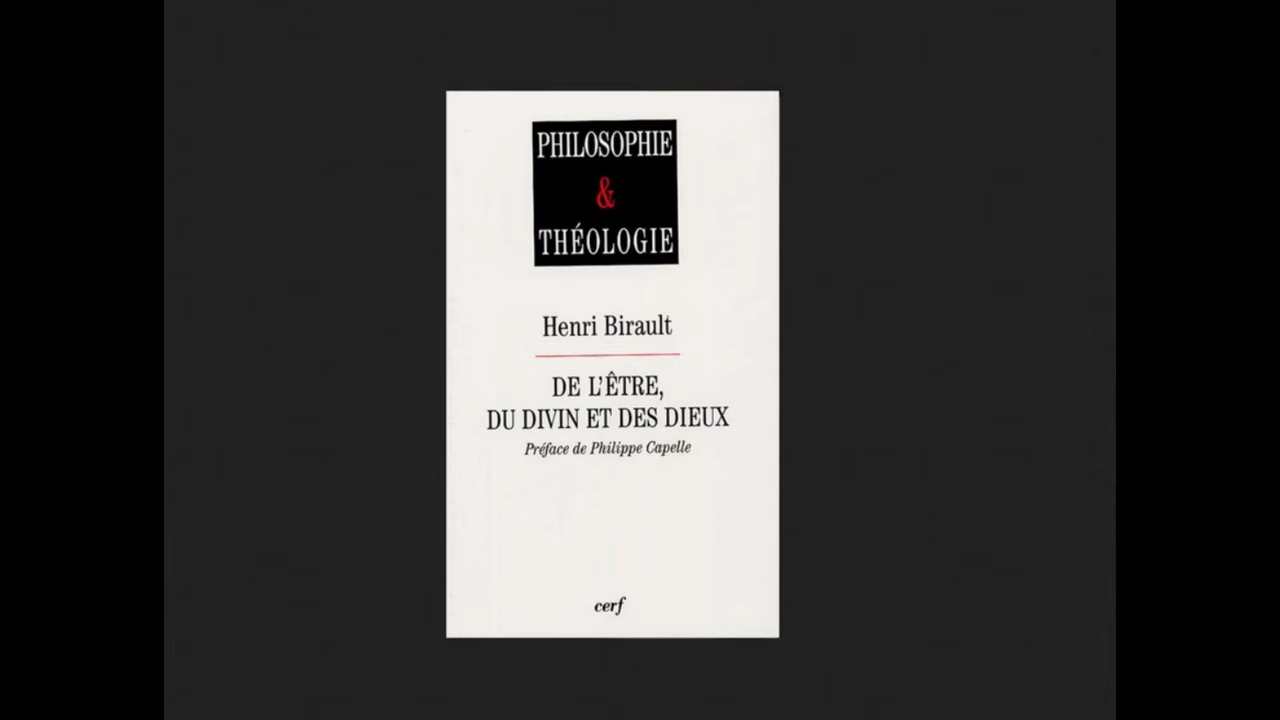 PHILOSOPHIE
&
THÉOLOGIE
Henri Birault
DE L'ÊTRE,
DU DIVIN ET DES DIEUX
Préface de Philippe Capelle
cerf